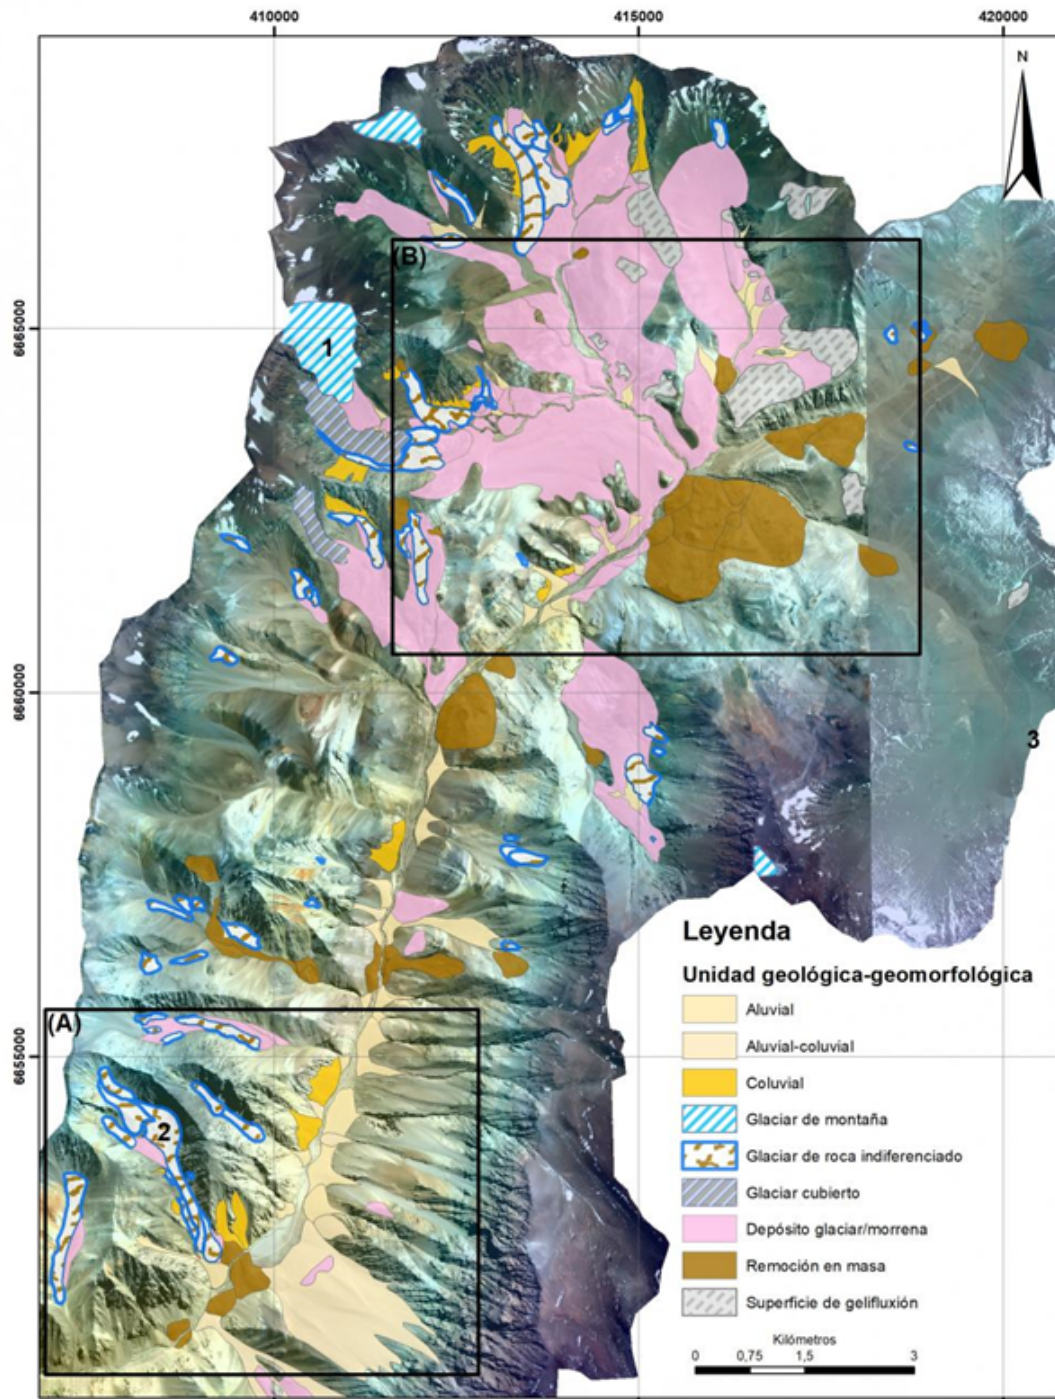 410000
415000
420000
N
(B)
6665000
1
6660000
3
Leyenda
Unidad geológica-geomorfológica
Aluvial
Aluvial-coluvial
Coluvial
Glaciar de montaña
Glaciar de roca indiferenciado
Glaciar cubierto
Depósito glaciar/morrena
Remoción en masa
Superficie de gelifluxión
Kilómetros
0 0,75 1,5 3
(A)
6655000
2